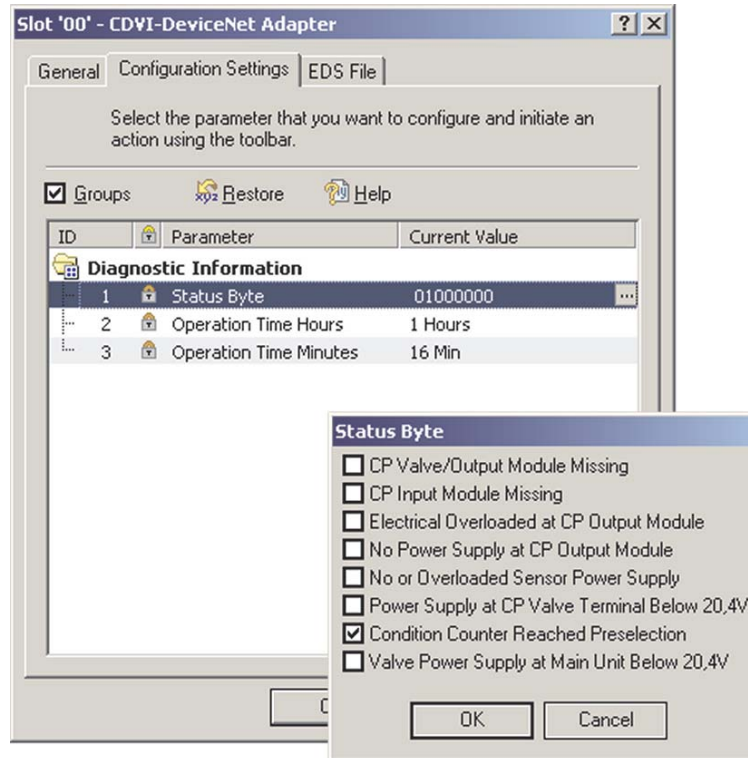 Slot '00' - CDVI-DeviceNet Adapter
General Configuration Settings EDS File
Select the parameter that you want to configure and initiate an
action using the toolbar.
Groups Restore Help
ID Parameter Current Value
Diagnostic Information
1 Status Byte 01000000 ...
2 Operation Time Hours 1 Hours
3 Operation Time Minutes 16 Min
Status Byte
CP Valve/Output Module Missing
CP Input Module Missing
Electrical Overloaded at CP Output Module
No Power Supply at CP Output Module
No or Overloaded Sensor Power Supply
Power Supply at CP Valve Terminal Below 20,4V
Condition Counter Reached Preselection
Valve Power Supply at Main Unit Below 20,4V
OK Cancel